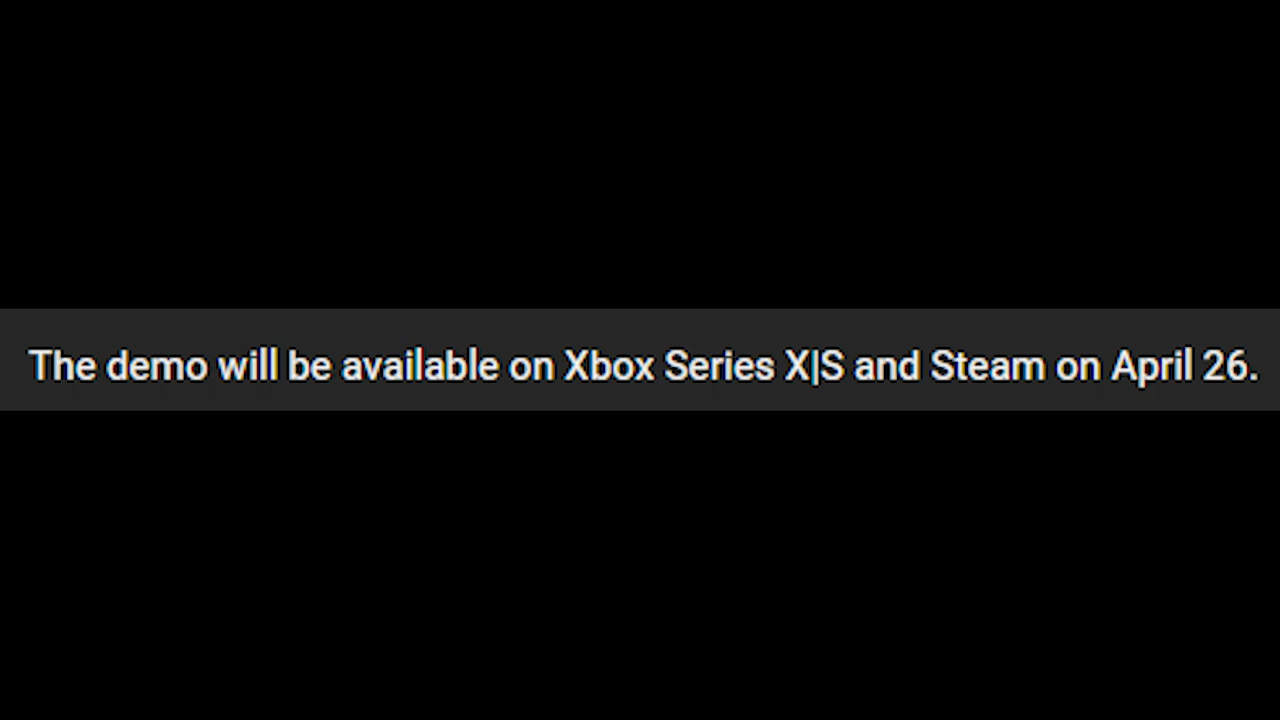 The demo will be available on Xbox Series X|S and Steam on April 26.